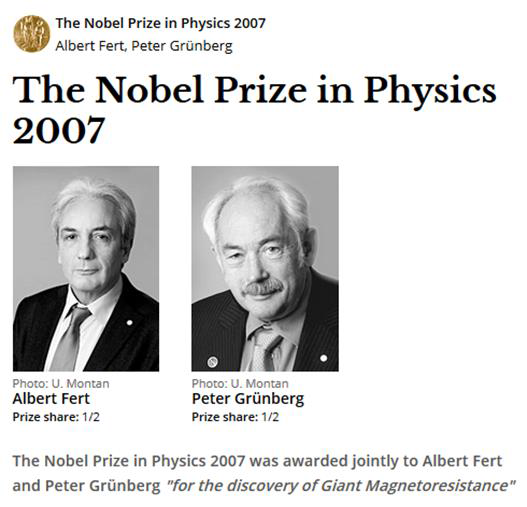 The Nobel Prize in Physics 2007
Albert Fert, Peter Grünberg
The Nobel Prize in Physics
2007
Photo: U. Montan
Albert Fert
Prize share: 1/2
Photo: U. Montan
Peter Grünberg
Prize share: 1/2
The Nobel Prize in Physics 2007 was awarded jointly to Albert Fert
and Peter Grünberg "for the discovery of Giant Magnetoresistance"